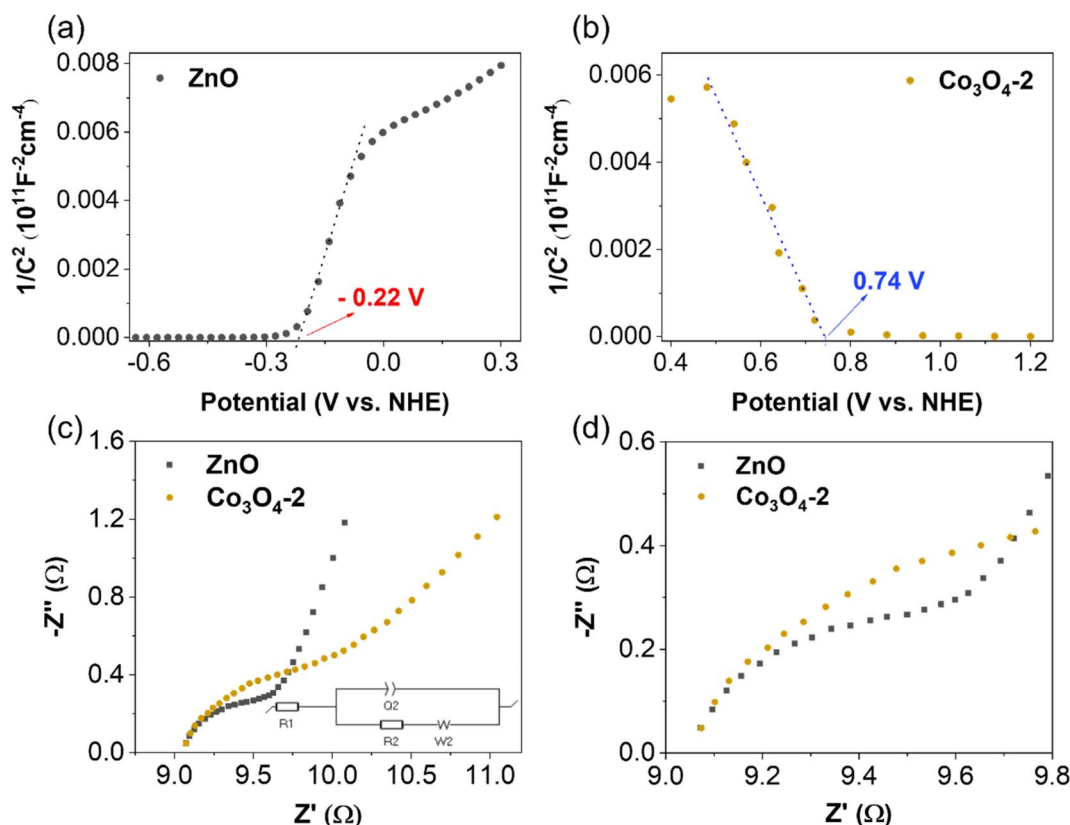 (a)
ZnO
- 0.22 V
1/C² (10¹¹F⁻²cm⁻⁴)
0.008
0.006
0.004
0.002
0.000
-0.6
-0.3
0.0
0.3
Potential (V vs. NHE)
(b)
Co₃O₄-2
0.74 V
1/C² (10¹¹F⁻²cm⁻⁴)
0.006
0.004
0.002
0.000
0.4
0.6
0.8
1.0
1.2
Potential (V vs. NHE)
(c)
ZnO
Co₃O₄-2
-Z'' (Ω)
1.6
1.2
0.8
0.4
0.0
R1
Q2
R2
W2
9.0
9.5
10.0
10.5
11.0
Z' (Ω)
(d)
ZnO
Co₃O₄-2
-Z'' (Ω)
0.6
0.4
0.2
0.0
9.0
9.2
9.4
9.6
9.8
Z' (Ω)